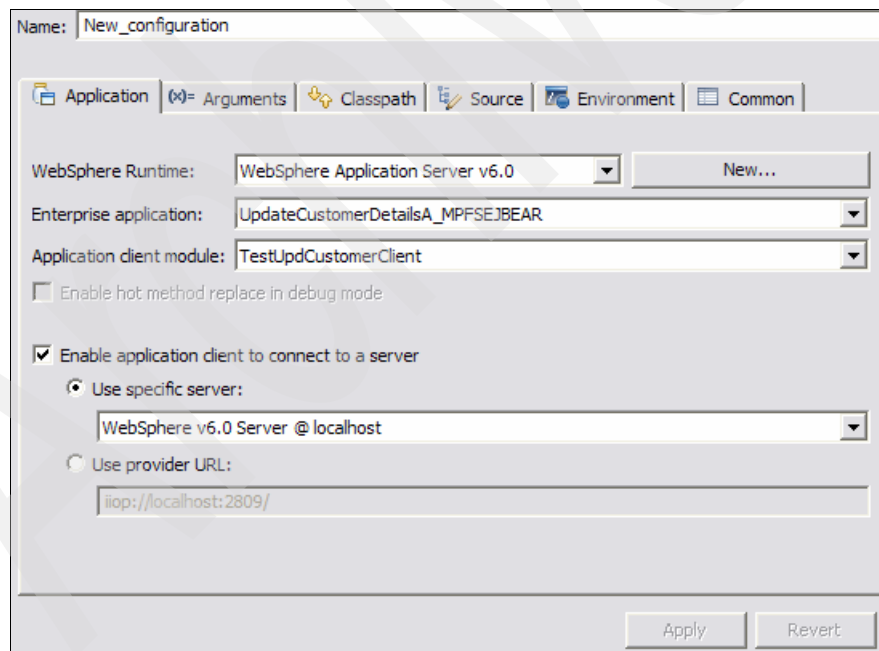 Name: New_configuration
Application (x)= Arguments Classpath Source Environment Common
WebSphere Runtime: WebSphere Application Server v6.0 New...
Enterprise application: UpdateCustomerDetailsA_MPFSEJBEAR
Application client module: TestUpdCustomerClient
Enable hot method replace in debug mode
Enable application client to connect to a server
Use specific server:
WebSphere v6.0 Server @ localhost
Use provider URL:
iiop://localhost:2809/
Apply Revert